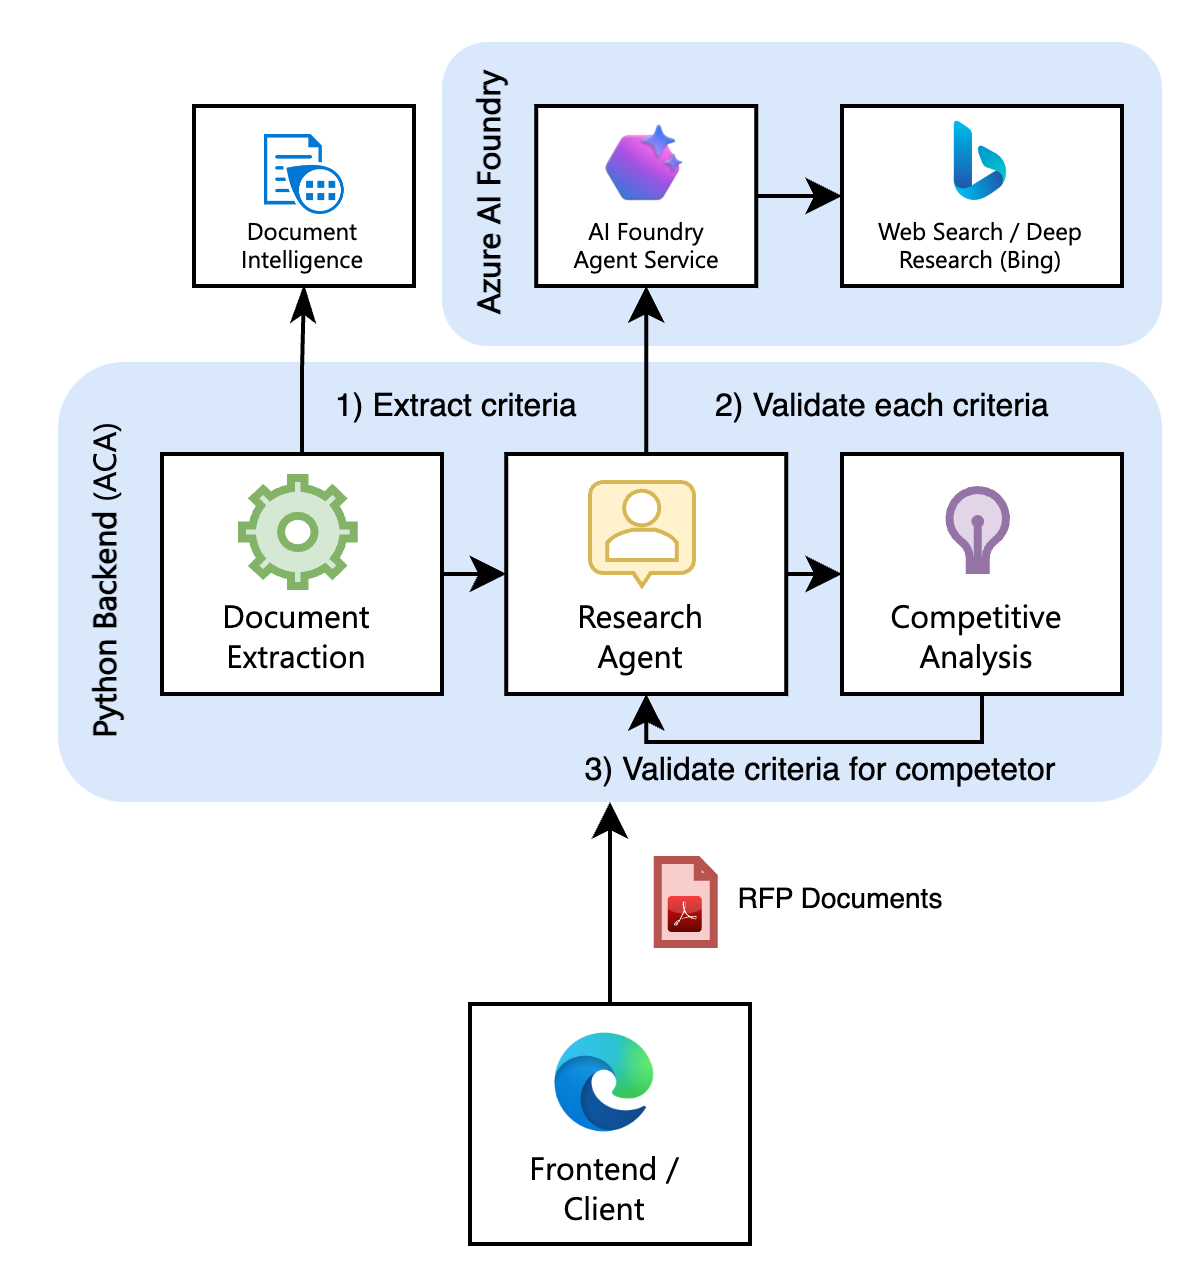 Azure AI Foundry
Document
Intelligence
AI Foundry
Agent Service
Web Search / Deep
Research (Bing)
Python Backend (ACA)
1) Extract criteria
2) Validate each criteria
Document
Extraction
Research
Agent
Competitive
Analysis
3) Validate criteria for competetor
RFP Documents
Frontend /
Client